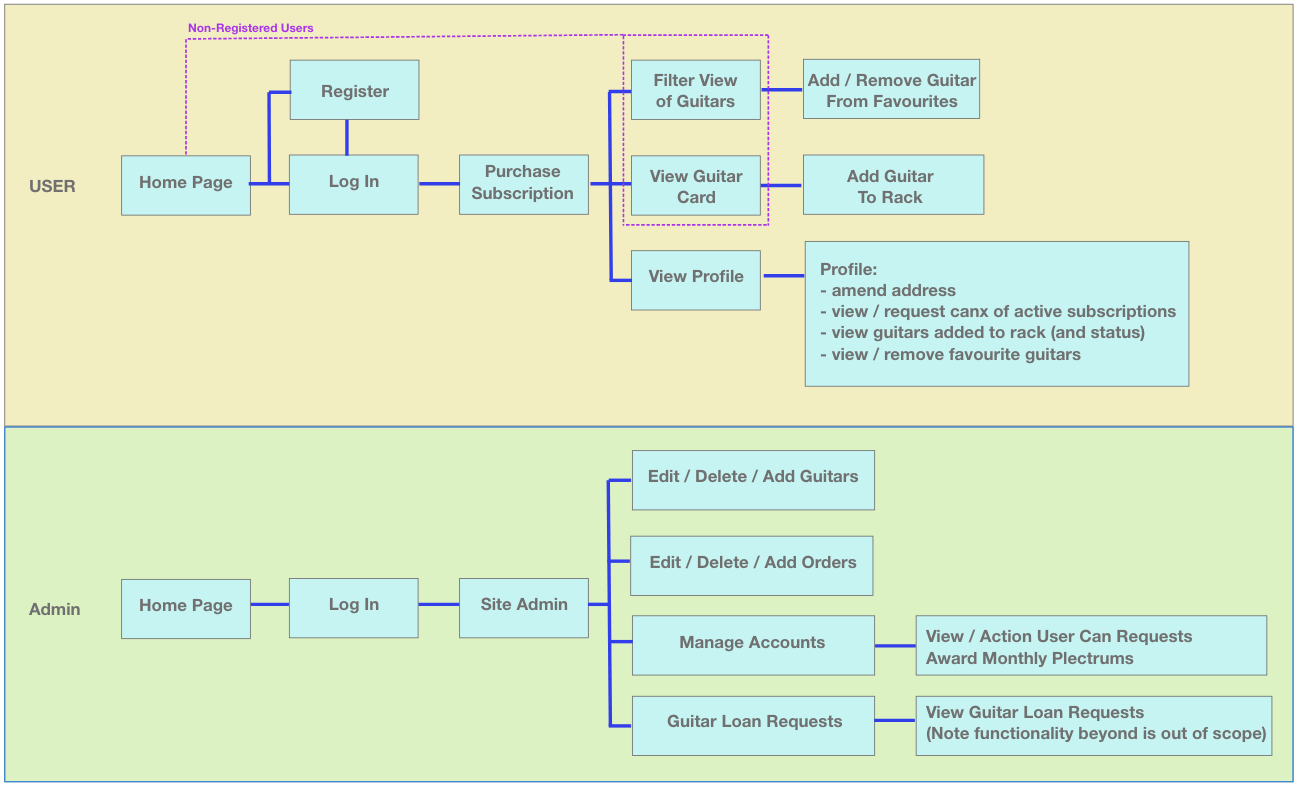 Non-Registered Users
USER
Home Page
Register
Log In
Purchase
Subscription
Filter View
of Guitars
Add / Remove Guitar
From Favourites
View Guitar
Card
Add Guitar
To Rack
View Profile
Profile:
- amend address
- view / request canx of active subscriptions
- view guitars added to rack (and status)
- view / remove favourite guitars
Admin
Home Page
Log In
Site Admin
Edit / Delete / Add Guitars
Edit / Delete / Add Orders
Manage Accounts
View / Action User Can Requests
Award Monthly Plectrums
Guitar Loan Requests
View Guitar Loan Requests
(Note functionality beyond is out of scope)